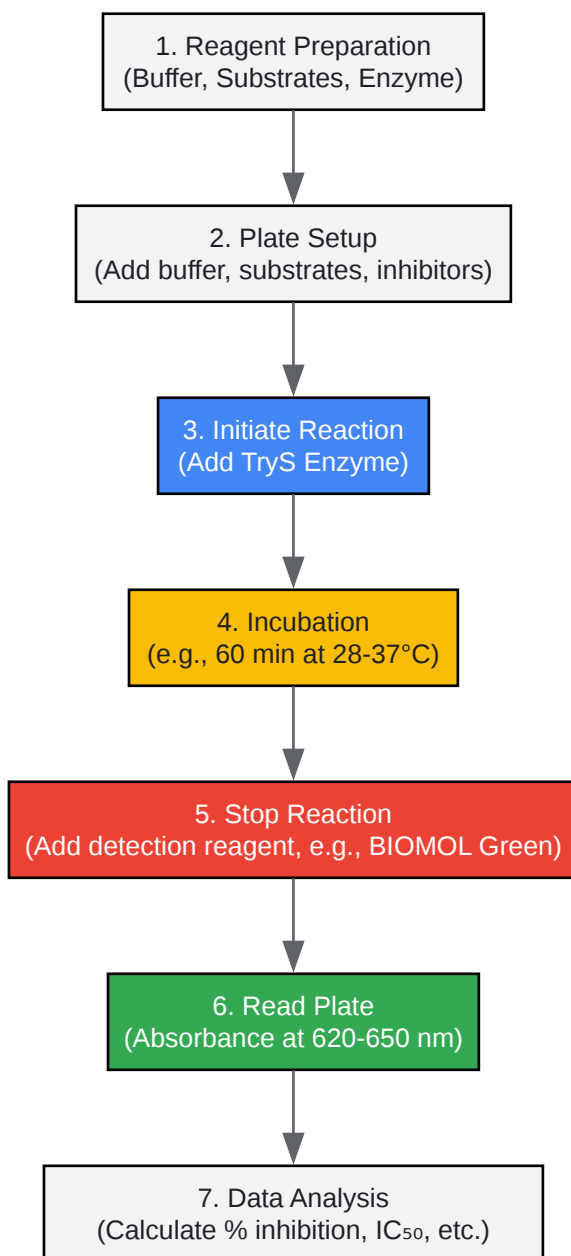 1. Reagent Preparation
(Buffer, Substrates, Enzyme)
2. Plate Setup
(Add buffer, substrates, inhibitors)
3. Initiate Reaction
(Add TryS Enzyme)
4. Incubation
(e.g., 60 min at 28-37°C)
5. Stop Reaction
(Add detection reagent, e.g., BIOMOL Green)
6. Read Plate
(Absorbance at 620-650 nm)
7. Data Analysis
(Calculate % inhibition, IC₅₀, etc.)